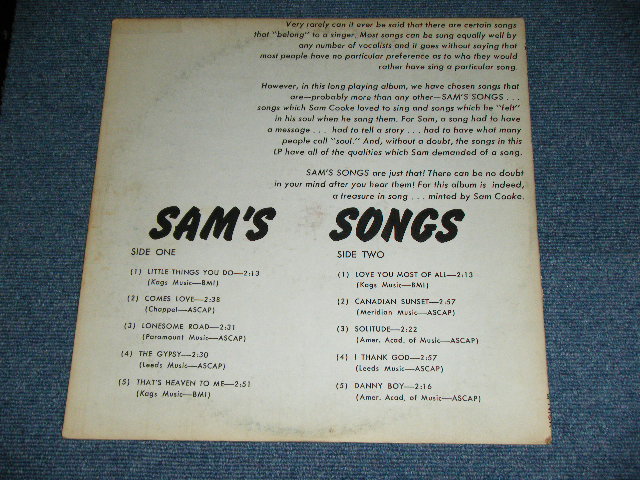 Very rarely can it ever be said that there are certain songs
that "belong" to a singer. Most songs can be sung equally well by
any number of vocalists and it goes without saying that
most people have no particular preference as to who they would
rather have sing a particular song.
However, in this long playing album, we have chosen songs that
are—probably more than any other—SAM'S SONGS . . .
songs which Sam Cooke loved to sing and songs which he "felt"
in his soul when he sang them. For Sam, a song had to have
a message . . . had to tell a story . . . had to have what many
people call "soul." And, without a doubt, the songs in this
LP have all of the qualities which Sam demanded of a song.
SAM'S SONGS are just that! There can be no doubt
in your mind after you hear them! For this album is indeed,
a treasure in song . . . minted by Sam Cooke.
SAM'S SONGS
SIDE ONE
(1) LITTLE THINGS YOU DO—2:13
(Kags Music—BMI)
(2) COMES LOVE—2:38
(Chappel—ASCAP)
(3) LONESOME ROAD—2:31
(Paramount Music—ASCAP)
(4) THE GYPSY—2:30
(Leeds Music—ASCAP)
(5) THAT'S HEAVEN TO ME—2:51
(Kags Music—BMI)
SIDE TWO
(1) LOVE YOU MOST OF ALL—2:13
(Kags Music—BMI)
(2) CANADIAN SUNSET—2:57
(Meridian Music—ASCAP)
(3) SOLITUDE—2:22
(Amer. Acad. of Music—ASCAP)
(4) I THANK GOD—2:57
(Leeds Music—ASCAP)
(5) DANNY BOY—2:16
(Amer. Acad. of Music—ASCAP)